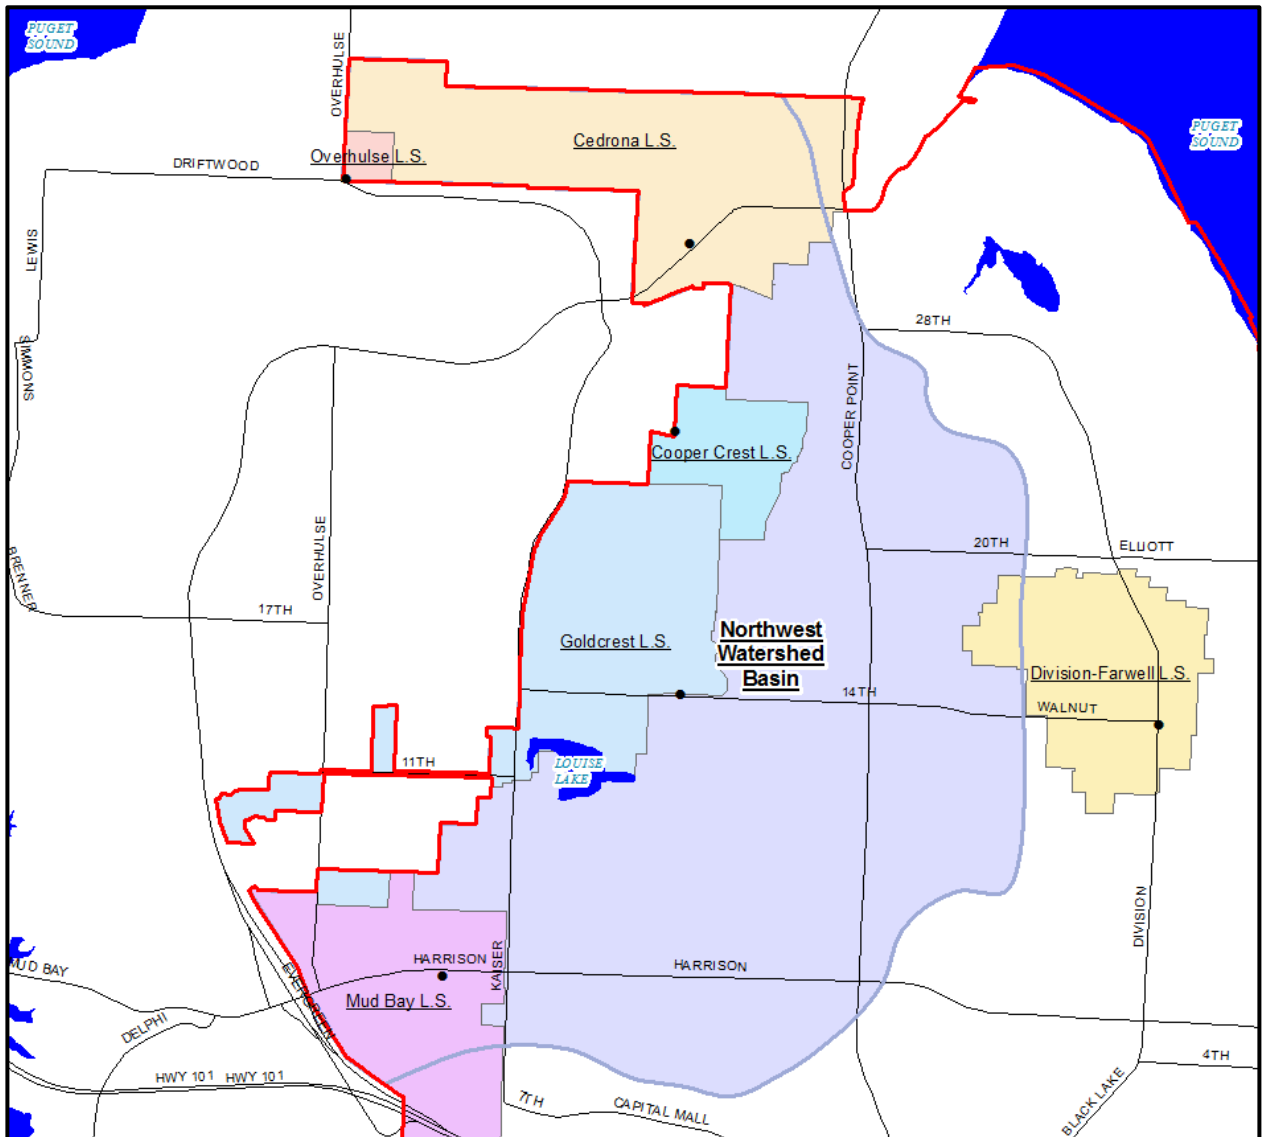 PUGET
SOUND
OVERHULSE
Cedrona L.S.
PUGET
SOUND
Overhulse L.S.
DRIFTWOOD
LEWIS
28TH
SIMMONS
COOPER POINT
Cooper Crest L.S.
OVERHULSE
20TH
ELLIOTT
BRENNER
17TH
Goldcrest L.S.
Northwest
Watershed
Basin
Division-Farwell L.S.
14TH
WALNUT
11TH
LOUISE
LAKE
DIVISION
MUD BAY
HARRISON
KAISER
HARRISON
EVERGREEN
Mud Bay L.S.
DELPHI
4TH
HWY 101
HWY 101
7TH
CAPITAL MALL
BLACK LAKE